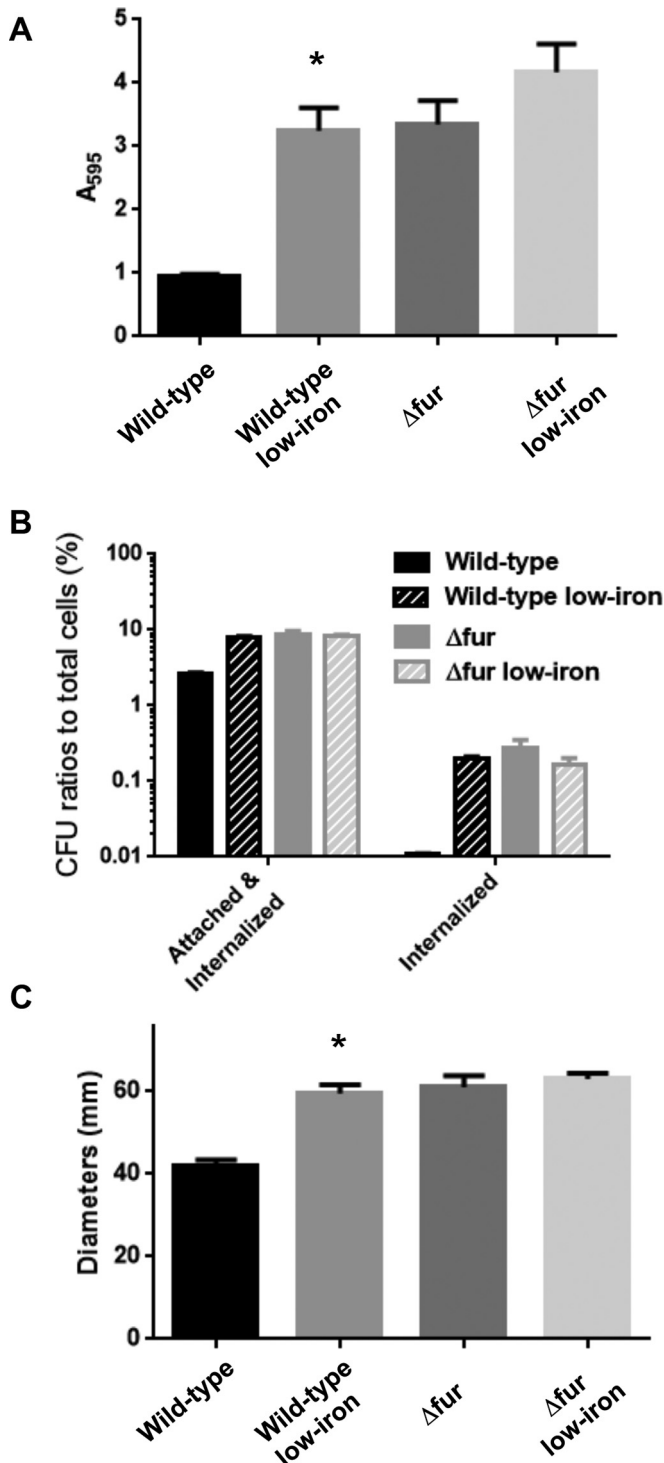 A
5
4
3
2
1
0
A595
*
Wild-type
Wild-type
low-iron
Δfur
Δfur
low-iron
B
100
10
1
0.1
0.01
CFU ratios to total cells (%)
Wild-type
Wild-type low-iron
Δfur
Δfur low-iron
Attached &
Internalized
Internalized
C
60
40
20
0
Diameters (mm)
*
Wild-type
Wild-type
low-iron
Δfur
Δfur
low-iron